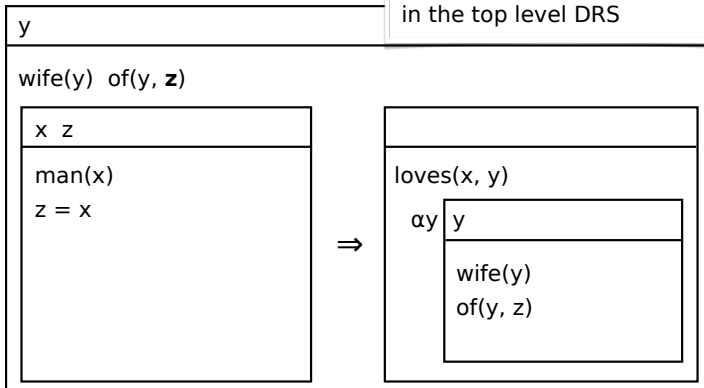 in the top level DRS
y
wife(y) of(y, z)
x z
man(x)
z = x
⇒
loves(x, y)
αy
y
wife(y)
of(y, z)